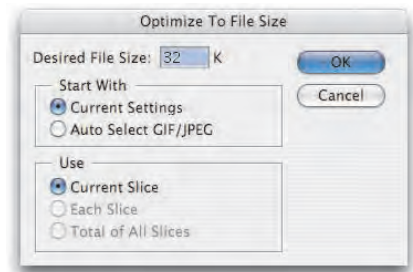 Optimize To File Size
Desired File Size: 32 K
OK
Start With
Cancel
Current Settings
Auto Select GIF/JPEG
Use
Current Slice
Each Slice
Total of All Slices